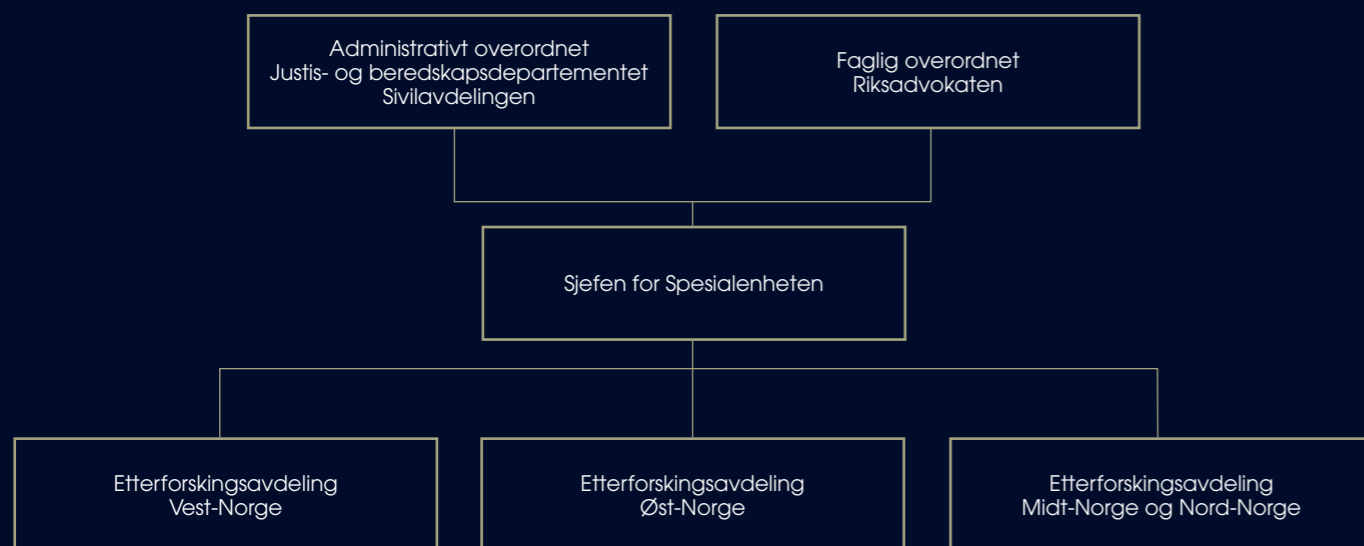 Administrativt overordnet
Justis- og beredskapsdepartementet
Sivilavdelingen
Faglig overordnet
Riksadvokaten
Sjefen for Spesialenheten
Etterforskingsavdeling
Vest-Norge
Etterforskingsavdeling
Øst-Norge
Etterforskingsavdeling
Midt-Norge og Nord-Norge